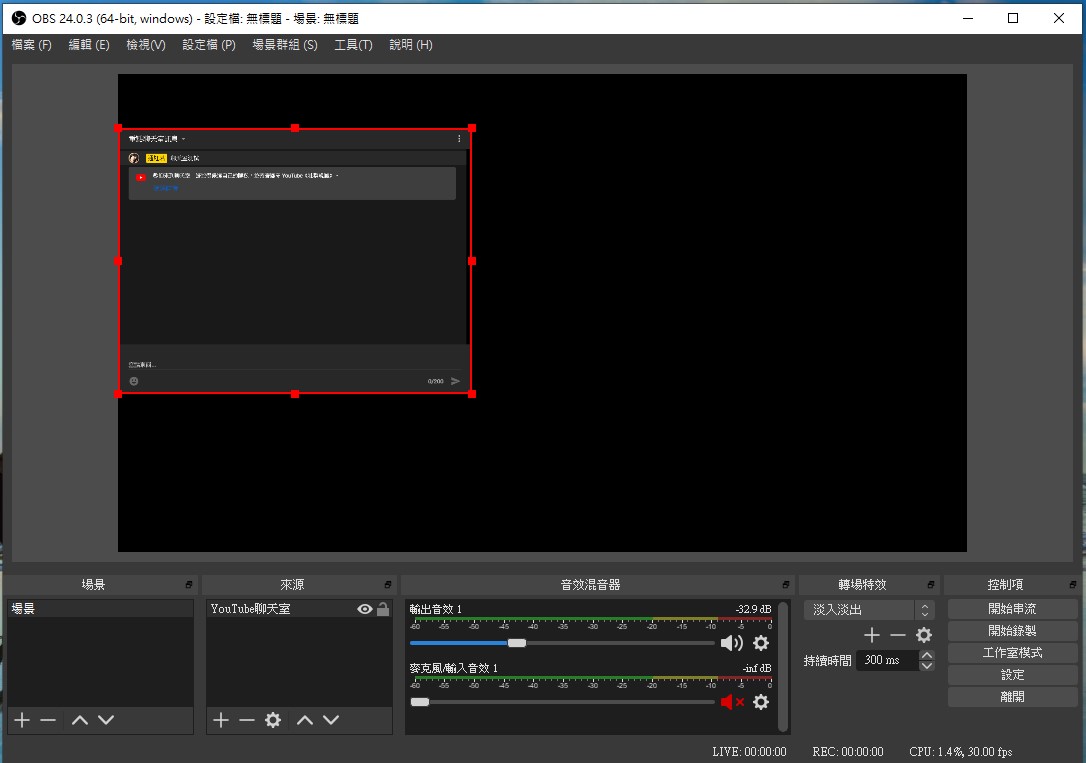 OBS 24.0.3 (64-bit, windows) - 設定檔: 無標題 - 場景: 無標題
檔案 (F) 編輯 (E) 檢視(V) 設定檔 (P) 場景群組 (S) 工具(T) 說明 (H)
0/200
場景
場景
來源
YouTube聊天室
音效混音器
輸出音效 1 -32.9 dB
-60 -55 -50 -45 -40 -35 -30 -25 -20 -15 -10 -5 0
麥克風/輸入音效 1 -inf dB
-60 -55 -50 -45 -40 -35 -30 -25 -20 -15 -10 -5 0
轉場特效
淡入淡出
持續時間 300 ms
控制項
開始串流
開始錄製
工作室模式
設定
離開
LIVE: 00:00:00 REC: 00:00:00 CPU: 1.4%, 30.00 fps